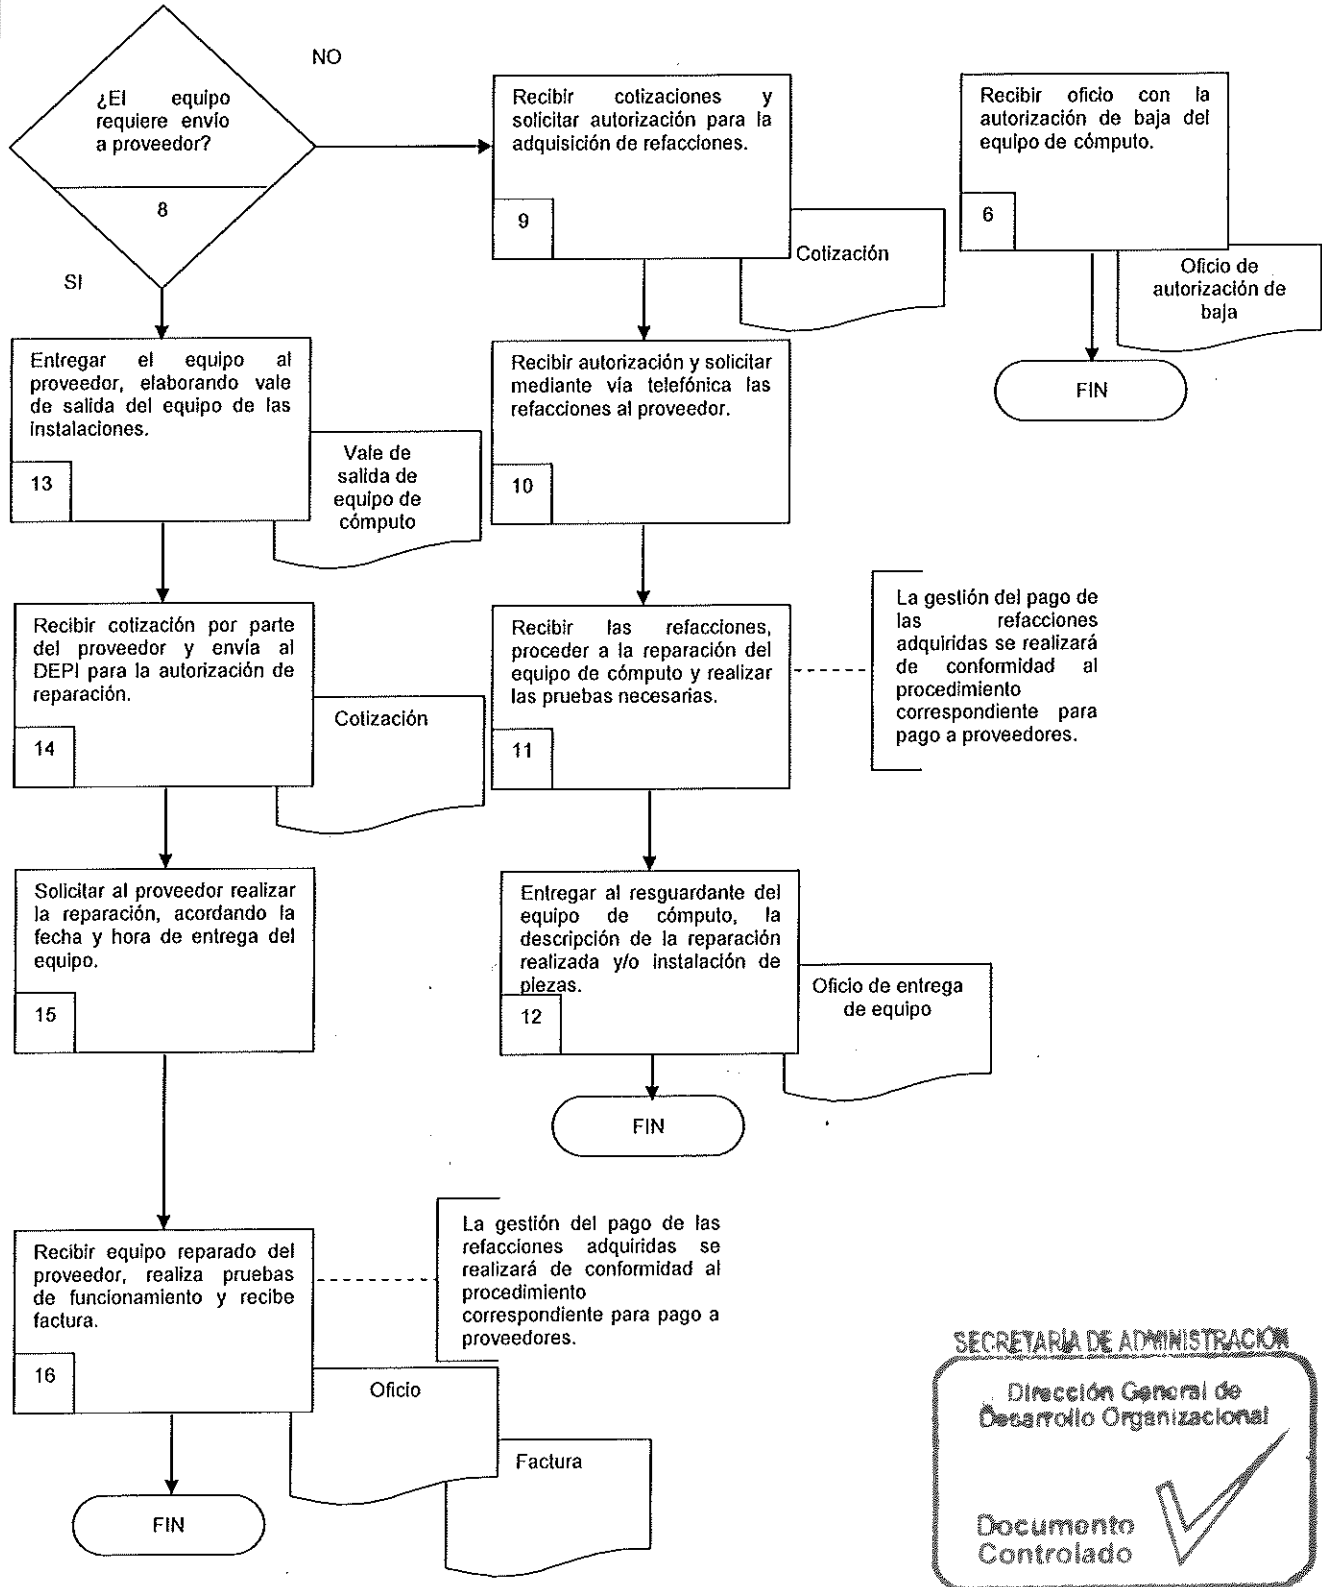 ¿El equipo
requiere envío
a proveedor?
8
NO
SI
Recibir cotizaciones y
solicitar autorización para la
adquisición de refacciones.
9
Cotización
Recibir oficio con la
autorización de baja del
equipo de cómputo.
6
Oficio de
autorización de
baja
FIN
Entregar el equipo al
proveedor, elaborando vale
de salida del equipo de las
instalaciones.
13
Vale de
salida de
equipo de
cómputo
Recibir autorización y solicitar
mediante vía telefónica las
refacciones al proveedor.
10
Recibir cotización por parte
del proveedor y envía al
DEPI para la autorización de
reparación.
14
Cotización
Recibir las refacciones,
proceder a la reparación del
equipo de cómputo y realizar
las pruebas necesarias.
11
La gestión del pago de
las refacciones
adquiridas se realizará
de conformidad al
procedimiento
correspondiente para
pago a proveedores.
Solicitar al proveedor realizar
la reparación, acordando la
fecha y hora de entrega del
equipo.
15
Entregar al resguardante del
equipo de cómputo, la
descripción de la reparación
realizada y/o instalación de
piezas.
12
Oficio de entrega
de equipo
FIN
Recibir equipo reparado del
proveedor, realiza pruebas
de funcionamiento y recibe
factura.
16
La gestión del pago de las
refacciones adquiridas se
realizará de conformidad al
procedimiento
correspondiente para pago a
proveedores.
Oficio
Factura
FIN
SECRETARÍA DE ADMINISTRACIÓN
Dirección General de
Desarrollo Organizacional
Documento
Controlado